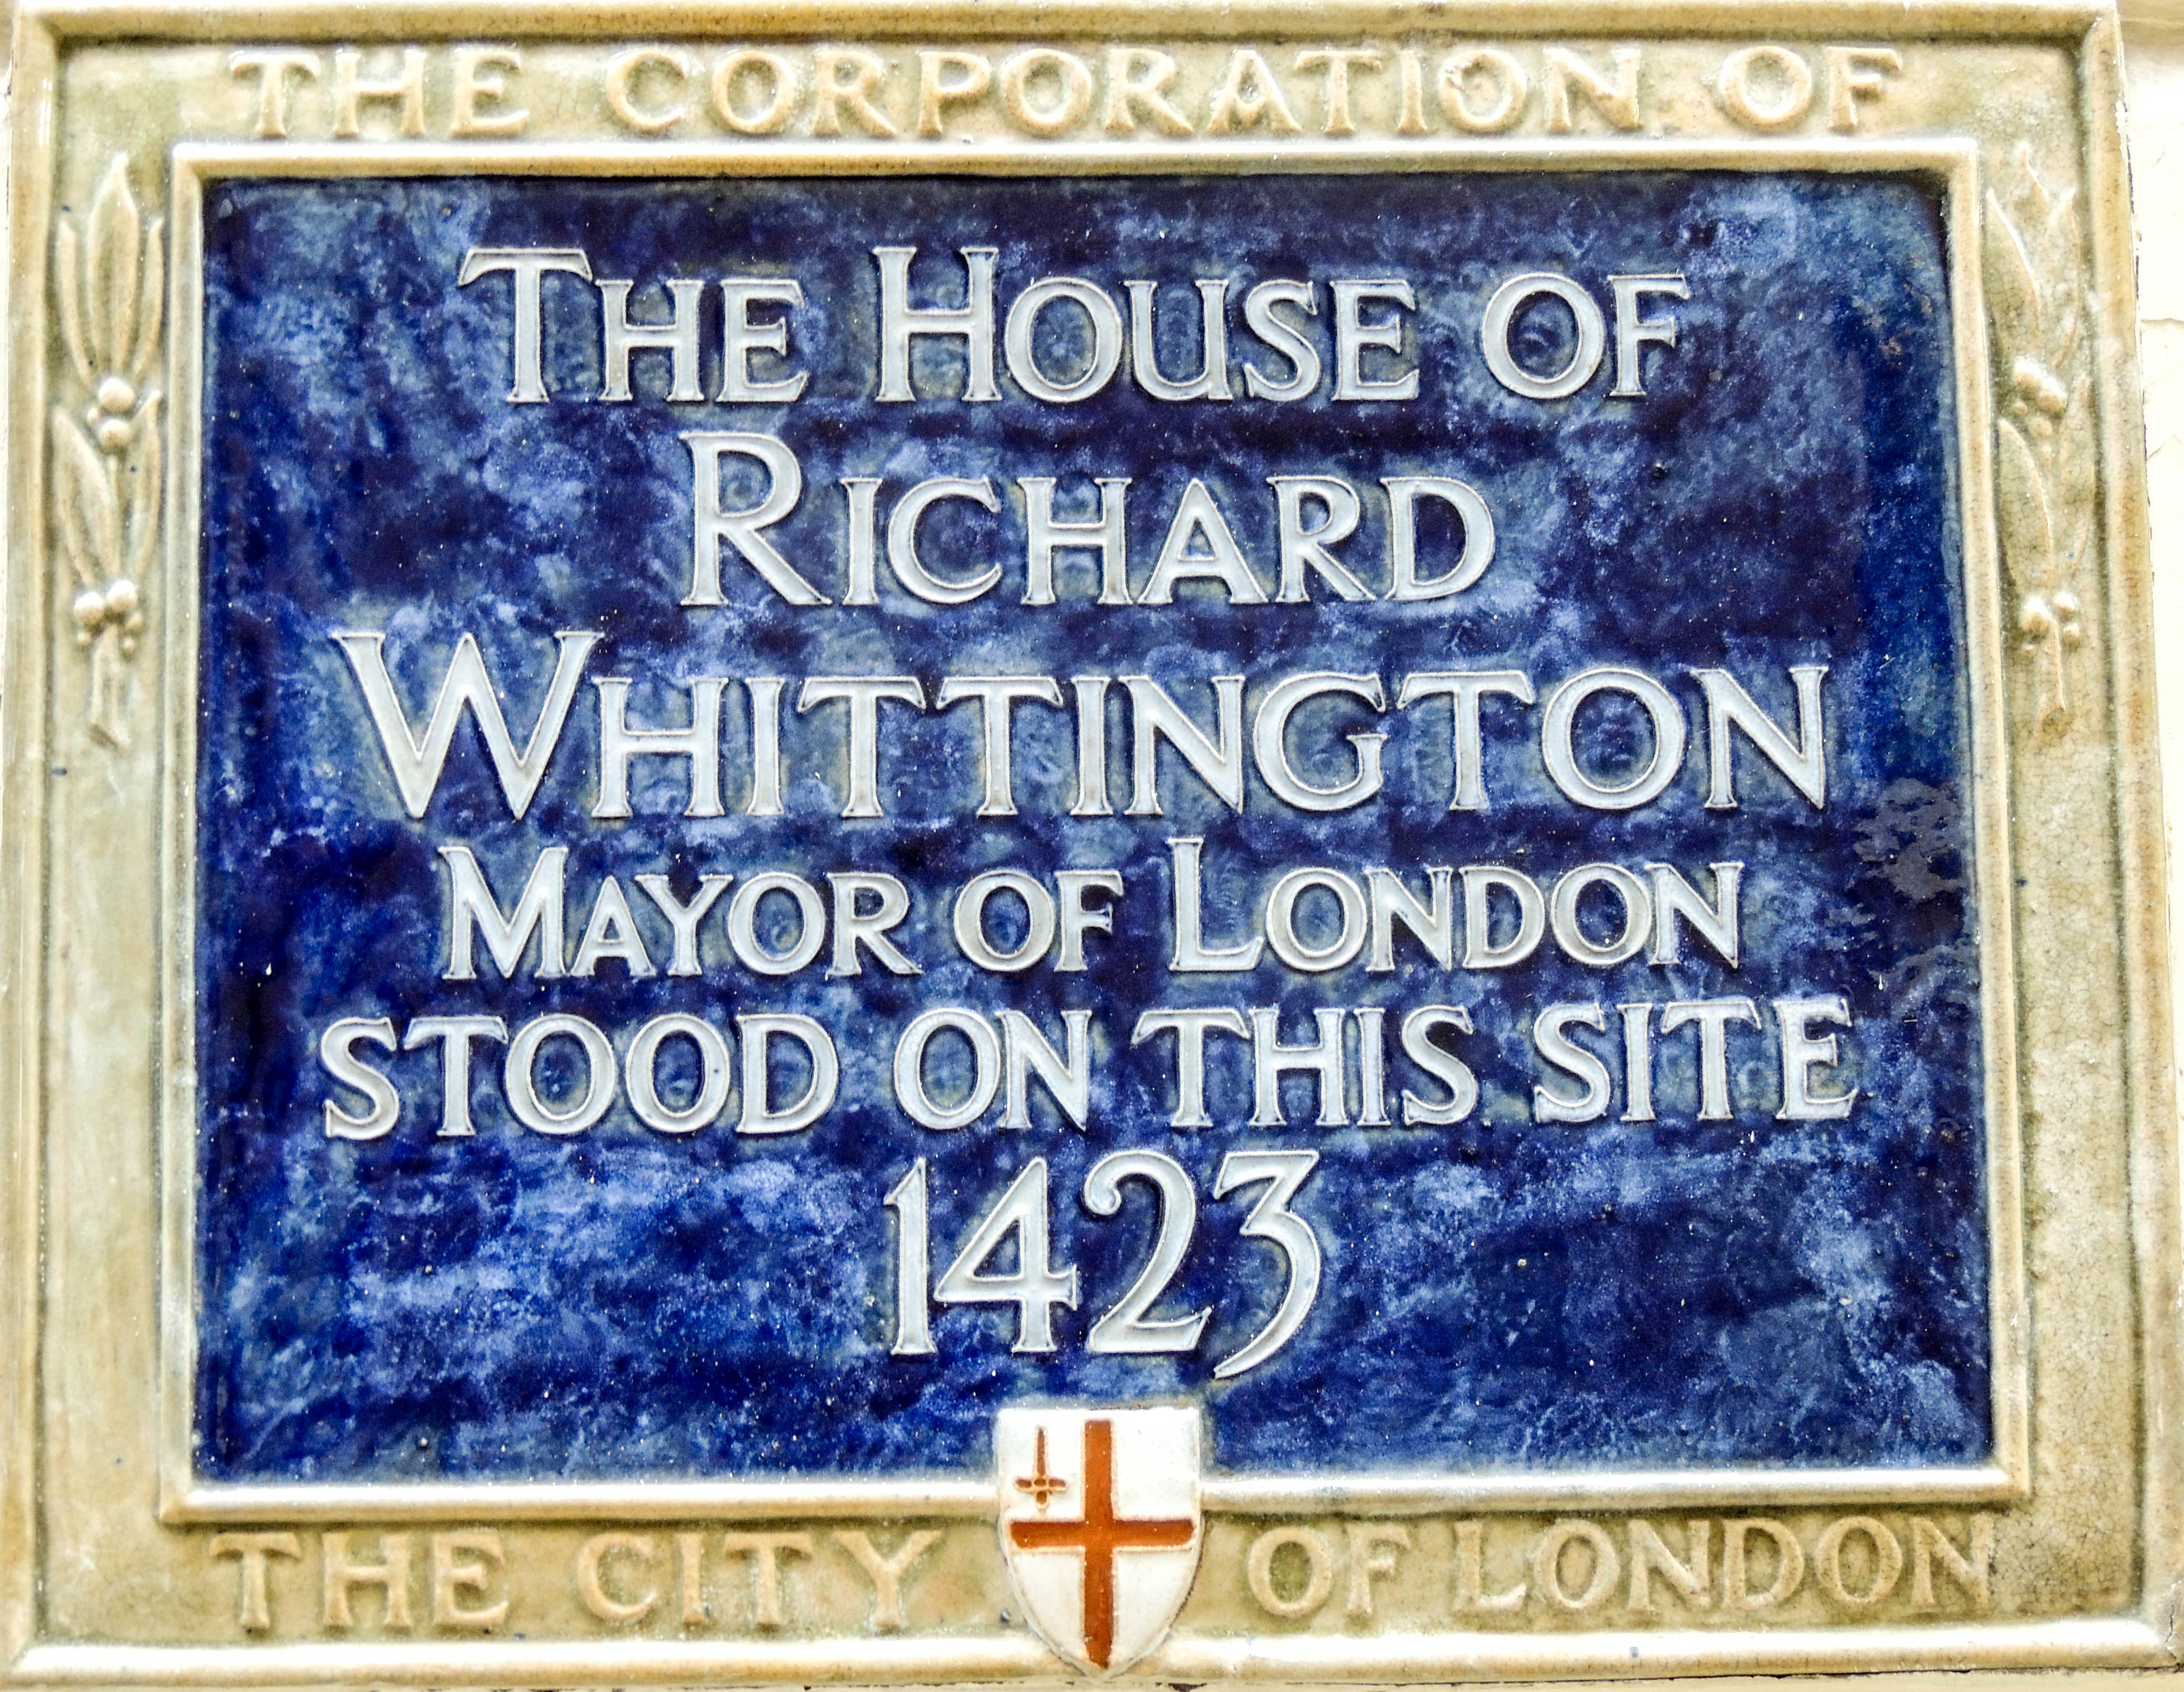 THE CORPORATION OF
THE HOUSE OF
RICHARD
WHITTINGTON
MAYOR OF LONDON
STOOD ON THIS SITE
1423
THE CITY OF LONDON